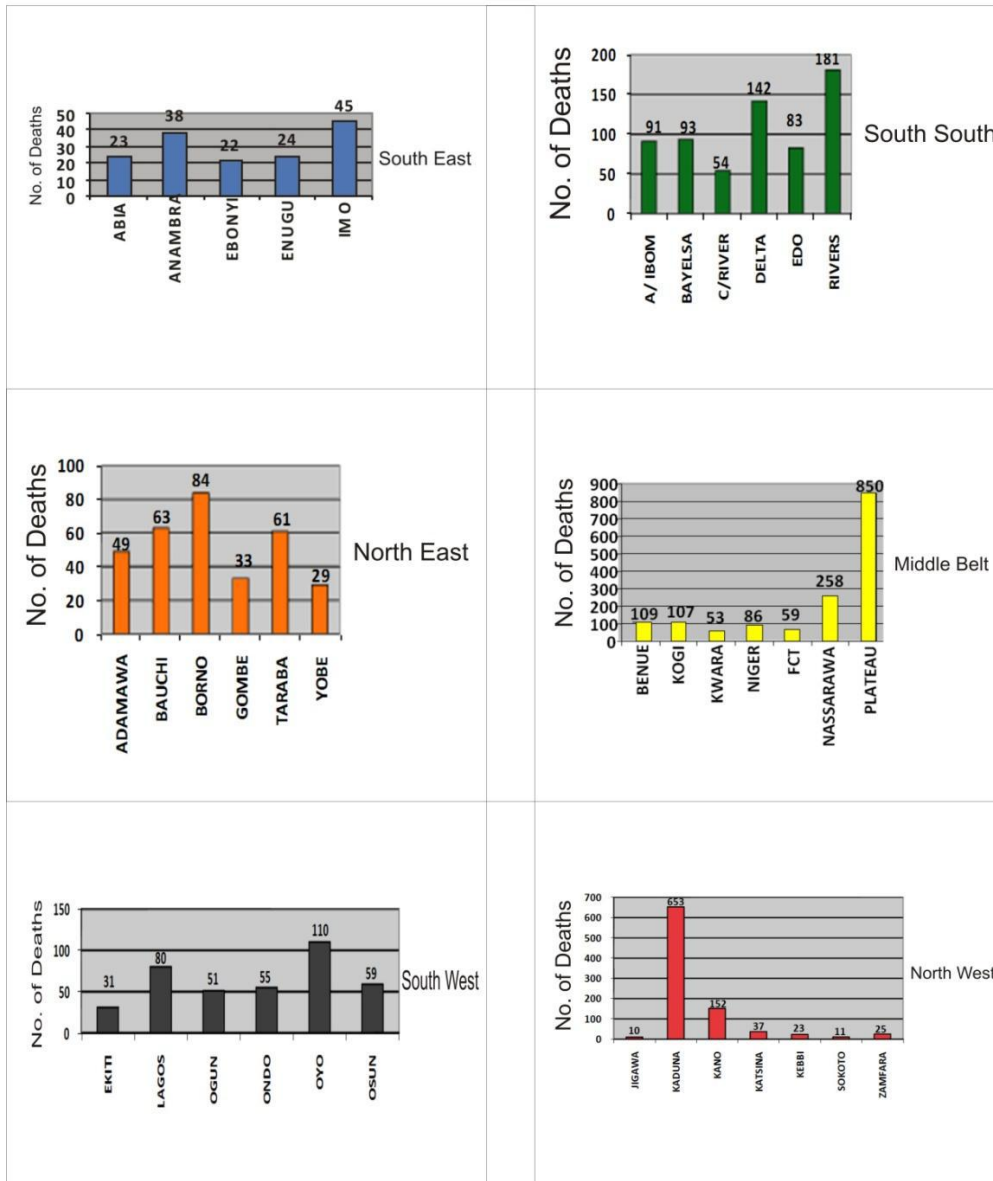 No. of Deaths
50
40
30
20
10
0
23
38
22
24
45
ABIA
ANAMBRA
EBONYI
ENUGU
IMO
South East
No. of Deaths
200
150
100
50
0
91
93
54
142
83
181
A/ IBOM
BAYELSA
C/RIVER
DELTA
EDO
RIVERS
South South
No. of Deaths
100
80
60
40
20
0
49
63
84
33
61
29
ADAMAWA
BAUCHI
BORNO
GOMBE
TARABA
YOBE
North East
No. of Deaths
900
800
700
600
500
400
300
200
100
0
109
107
53
86
59
258
850
BENUE
KOGI
KWARA
NIGER
FCT
NASSARAWA
PLATEAU
Middle Belt
No. of Deaths
150
100
50
0
31
80
51
55
110
59
EKITI
LAGOS
OGUN
ONDO
OYO
OSUN
South West
No. of Deaths
700
600
500
400
300
200
100
0
10
653
152
37
23
11
25
JIGAWA
KADUNA
KANO
KATSINA
KEBBI
SOKOTO
ZAMFARA
North West